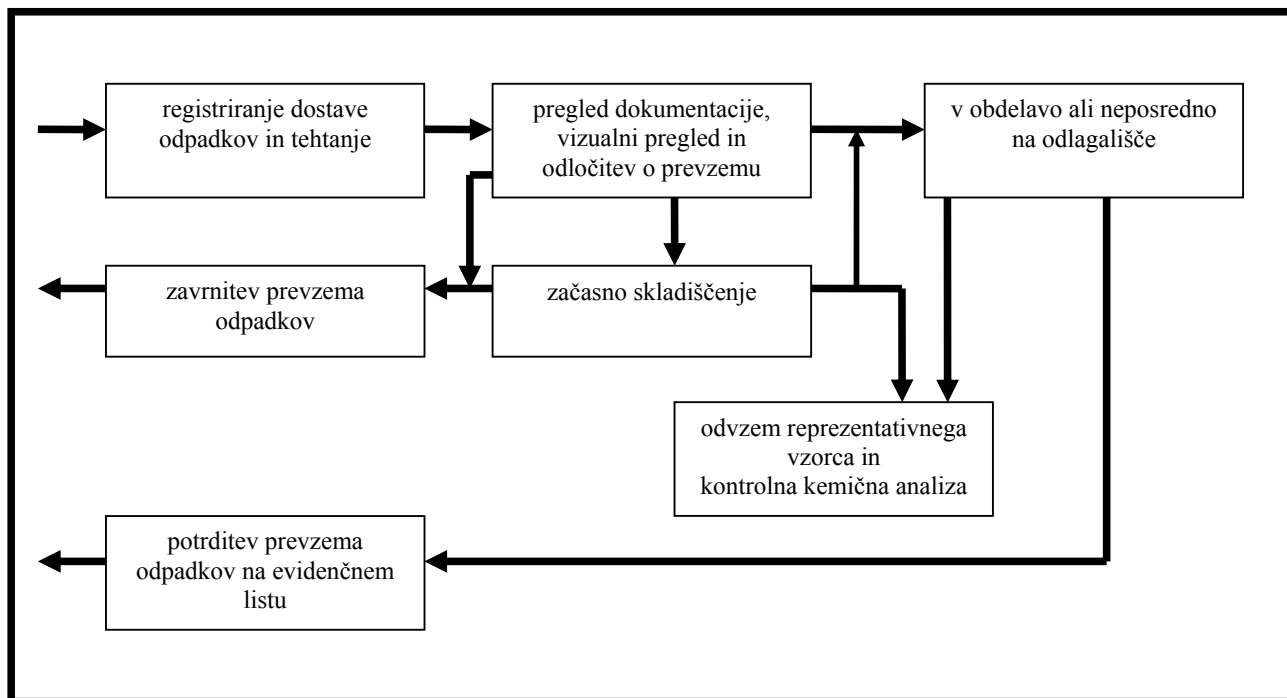 registriranje dostave
odpadkov in tehtanje
pregled dokumentacije,
vizualni pregled in
odločitev o prevzemu
v obdelavo ali neposredno
na odlagališče
zavrnitev prevzema
odpadkov
začasno skladiščenje
odvzem reprezentativnega
vzorca in
kontrolna kemična analiza
potrditev prevzema
odpadkov na evidenčnem
listu